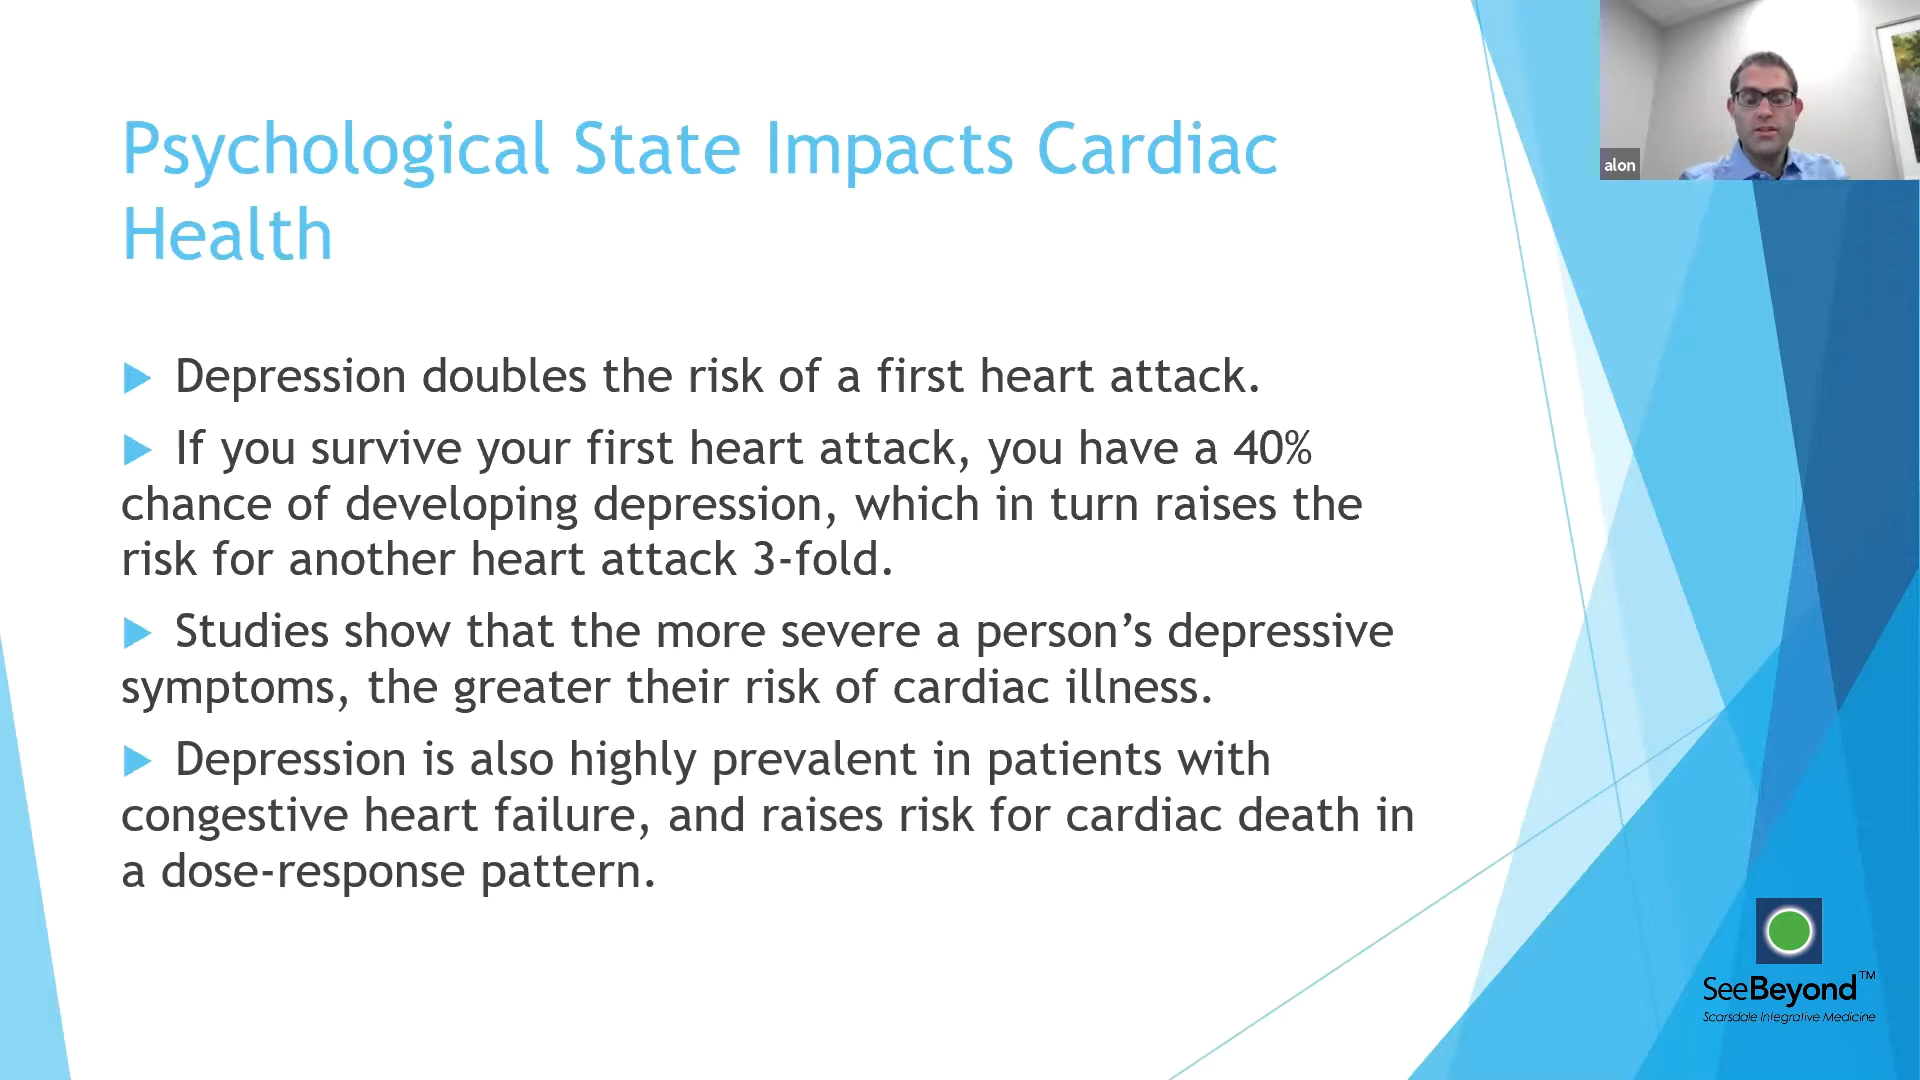 Psychological State Impacts Cardiac
Health
Depression doubles the risk of a first heart attack.
If you survive your first heart attack, you have a 40%
chance of developing depression, which in turn raises the
risk for another heart attack 3-fold.
Studies show that the more severe a person’s depressive
symptoms, the greater their risk of cardiac illness.
Depression is also highly prevalent in patients with
congestive heart failure, and raises risk for cardiac death in
a dose-response pattern.
alon
SeeBeyond™
Scarsdale Integrative Medicine